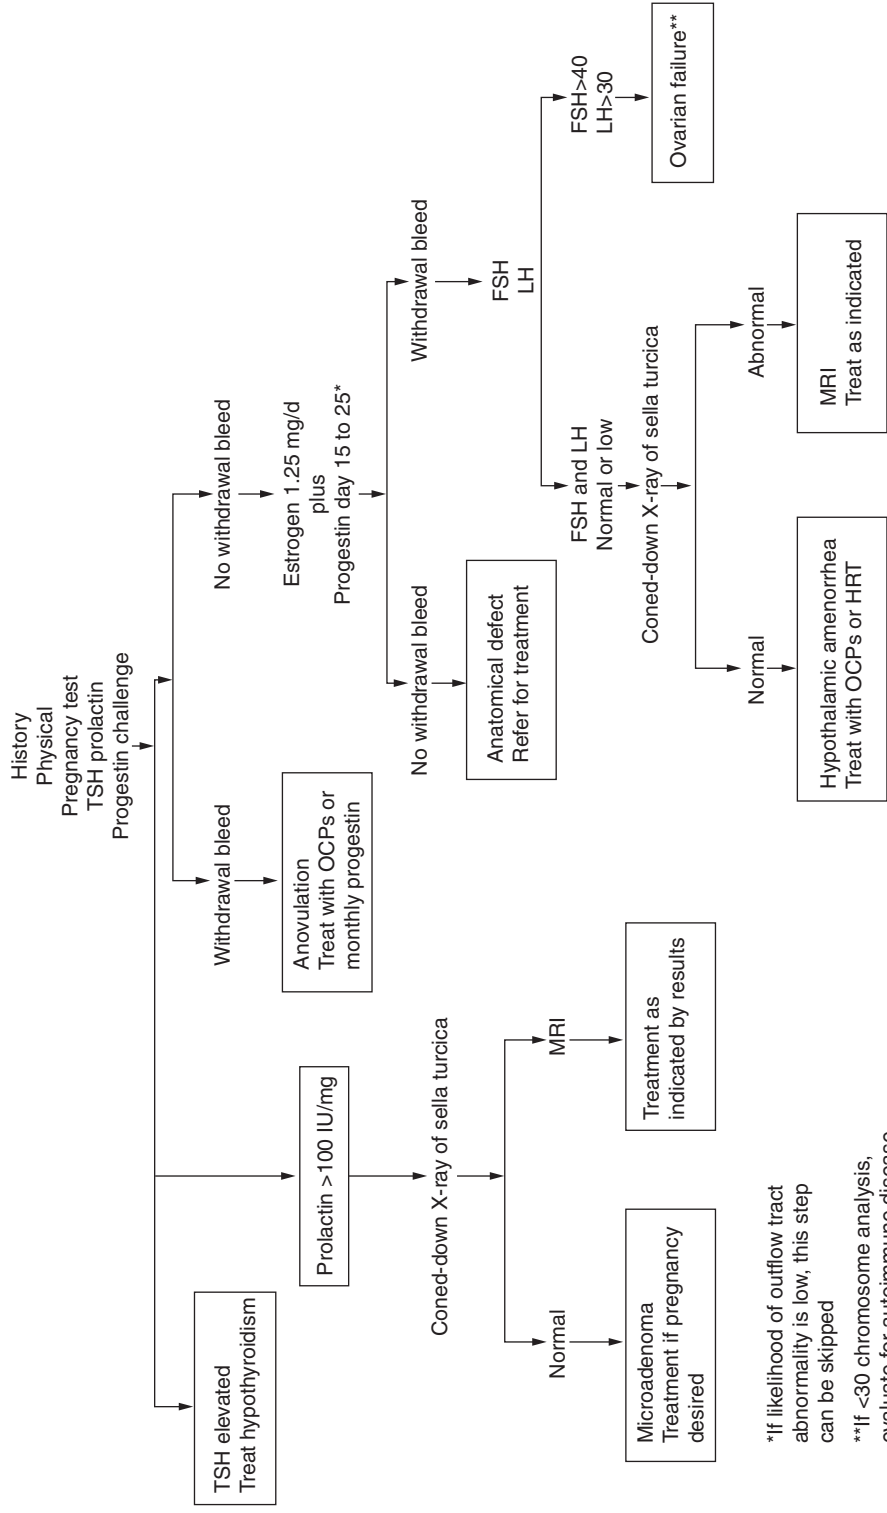 History
Physical
Pregnancy test
TSH prolactin
Progestin challenge
TSH elevated
Treat hypothyroidism
Prolactin >100 IU/mg
Coned-down X-ray of sella turcica
Normal
Microadenoma
Treatment if pregnancy
desired
MRI
Treatment as
indicated by results
Withdrawal bleed
Anovulation
Treat with OCPs or
monthly progestin
No withdrawal bleed
Estrogen 1.25 mg/d
plus
Progestin day 15 to 25*
No withdrawal bleed
Anatomical defect
Refer for treatment
Withdrawal bleed
FSH
LH
FSH and LH
Normal or low
Coned-down X-ray of sella turcica
Normal
Hypothalamic amenorrhea
Treat with OCPs or HRT
Abnormal
MRI
Treat as indicated
FSH>40
LH>30
Ovarian failure**
*If likelihood of outflow tract
abnormality is low, this step
can be skipped
**If <30 chromosome analysis,
evaluate for autoimmune disease